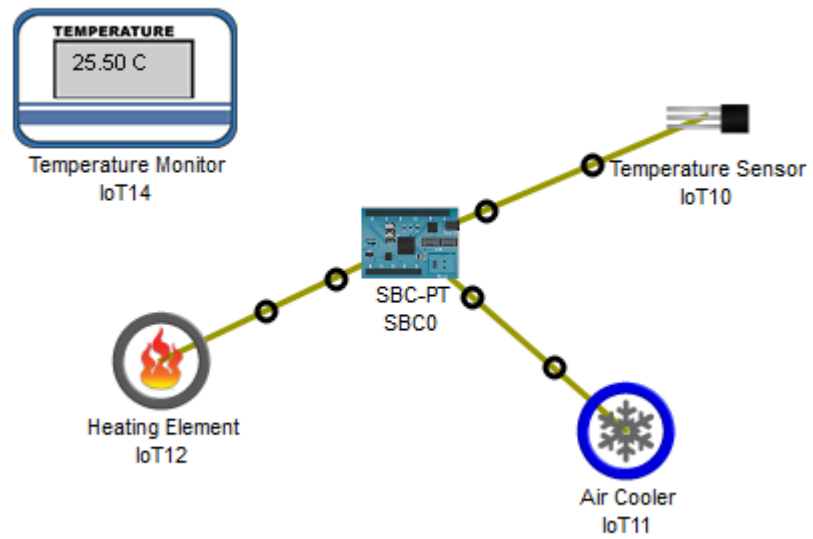 TEMPERATURE
25.50 C
Temperature Monitor
IoT14
Temperature Sensor
IoT10
SBC-PT
SBC0
Heating Element
IoT12
Air Cooler
IoT11